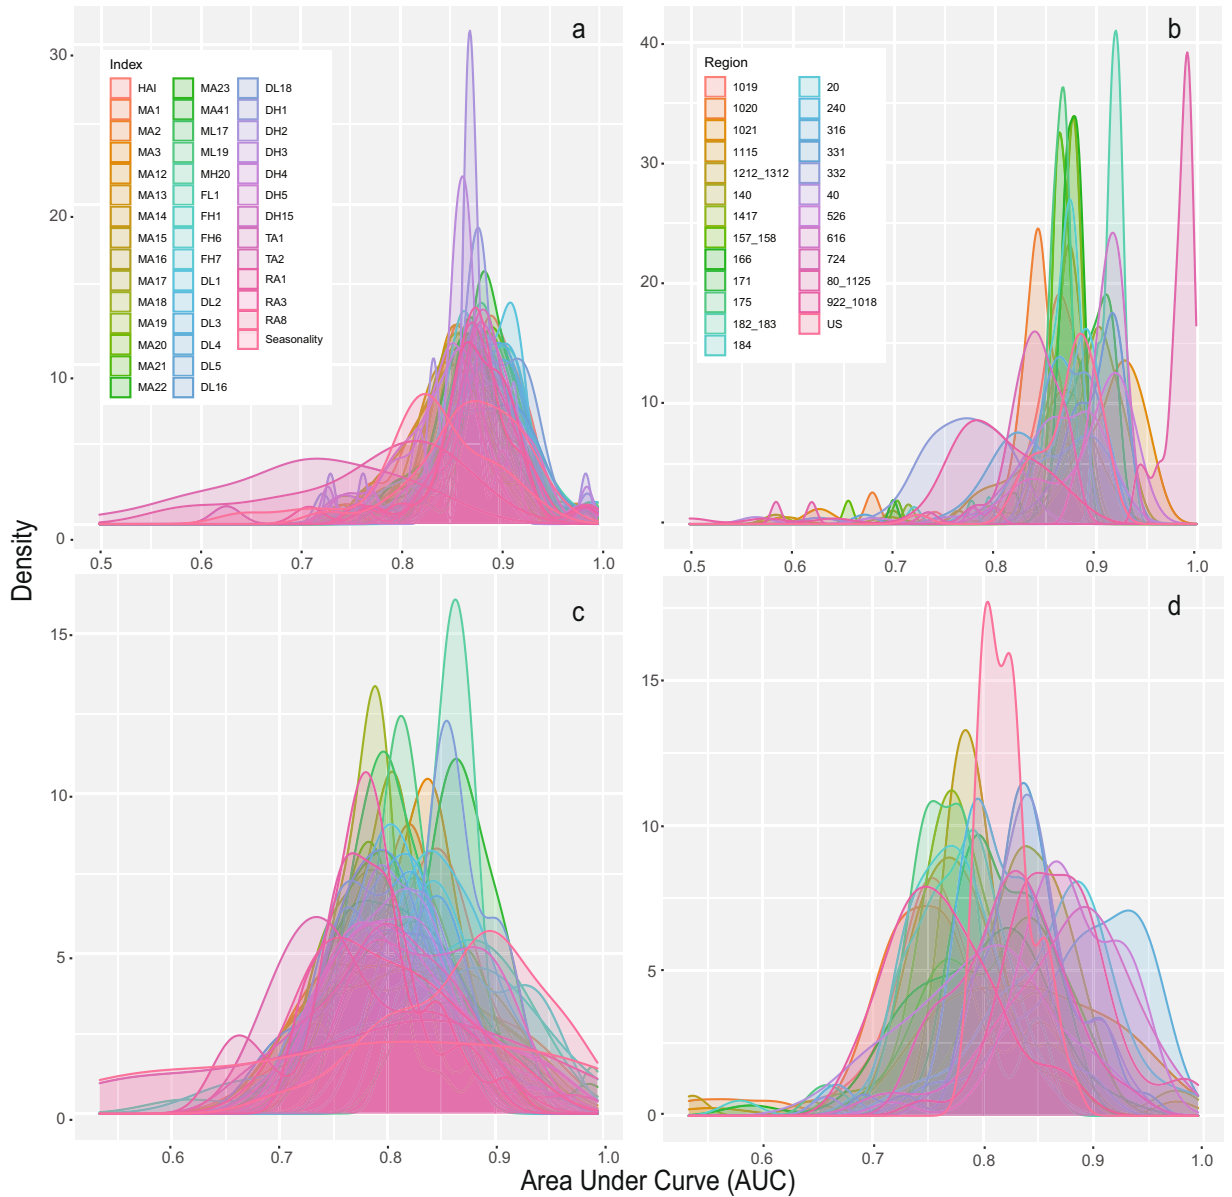 a
30
20
10
0
0.5 0.6 0.7 0.8 0.9 1.0
Index
HAI MA23 DL18
MA1 MA41 DH1
MA2 ML17 DH2
MA3 ML19 DH3
MA12 MH20 DH4
MA13 FL1 DH5
MA14 FH1 DH15
MA15 FH6 TA1
MA16 FH7 TA2
MA17 DL1 RA1
MA18 DL2 RA3
MA19 DL3 RA8
MA20 DL4 Seasonality
MA21 DL5
MA22 DL16
b
40
30
20
10
0
0.5 0.6 0.7 0.8 0.9 1.0
Region
1019 20
1020 240
1021 316
1115 331
1212_1312 332
140 40
1417 526
157_158 616
166 724
171 80_1125
175 922_1018
182_183 US
184
Density
c
15
10
5
0
0.6 0.7 0.8 0.9 1.0
d
15
10
5
0
0.6 0.7 0.8 0.9 1.0
Area Under Curve (AUC)